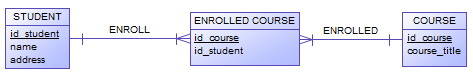 STUDENT
id_student
name
address
ENROLL
ENROLLED COURSE
id_course
id_student
ENROLLED
COURSE
id_course
course_title